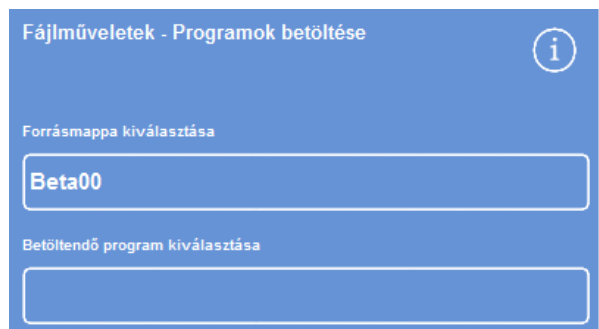 Fájlműveletek - Programok betöltése
i
Forrásmappa kiválasztása
Beta00
Betöltendő program kiválasztása